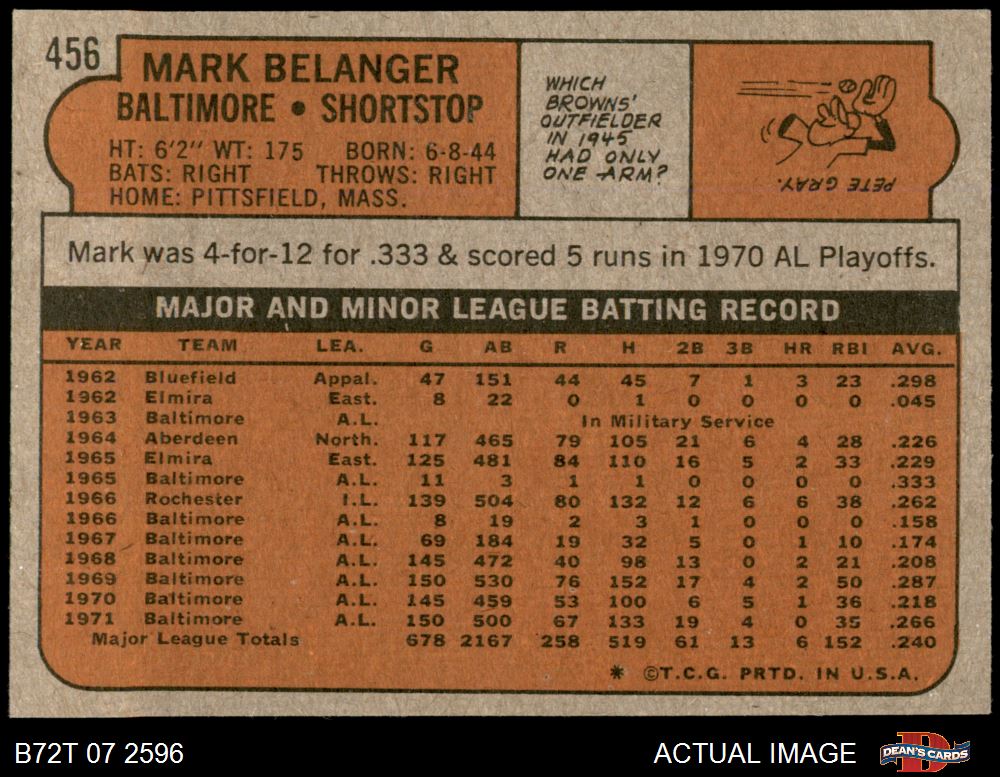 456
MARK BELANGER
BALTIMORE • SHORTSTOP
HT: 6'2" WT: 175 BORN: 6-8-44
BATS: RIGHT THROWS: RIGHT
HOME: PITTSFIELD, MASS.
WHICH
BROWNS'
OUTFIELDER
IN 1945
HAD ONLY
ONE ARM?
PETE GRAY.
Mark was 4-for-12 for .333 & scored 5 runs in 1970 AL Playoffs.
MAJOR AND MINOR LEAGUE BATTING RECORD
YEAR TEAM LEA. G AB R H 2B 3B HR RBI AVG.
1962 Bluefield Appal. 47 151 44 45 7 1 3 23 .298
1962 Elmira East. 8 22 0 1 0 0 0 0 .045
1963 Baltimore A.L. In Military Service
1964 Aberdeen North. 117 465 79 105 21 6 4 28 .226
1965 Elmira East. 125 481 84 110 16 5 2 33 .229
1965 Baltimore A.L. 11 3 1 1 0 0 0 0 .333
1966 Rochester I.L. 139 504 80 132 12 6 6 38 .262
1966 Baltimore A.L. 8 19 2 3 1 0 0 0 .158
1967 Baltimore A.L. 69 184 19 32 5 0 1 10 .174
1968 Baltimore A.L. 145 472 40 98 13 0 2 21 .208
1969 Baltimore A.L. 150 530 76 152 17 4 2 50 .287
1970 Baltimore A.L. 145 459 53 100 6 5 1 36 .218
1971 Baltimore A.L. 150 500 67 133 19 4 0 35 .266
Major League Totals 678 2167 258 519 61 13 6 152 .240
* ©T.C.G. PRTD. IN U.S.A.
B72T 07 2596 ACTUAL IMAGE DEAN'S CARDS